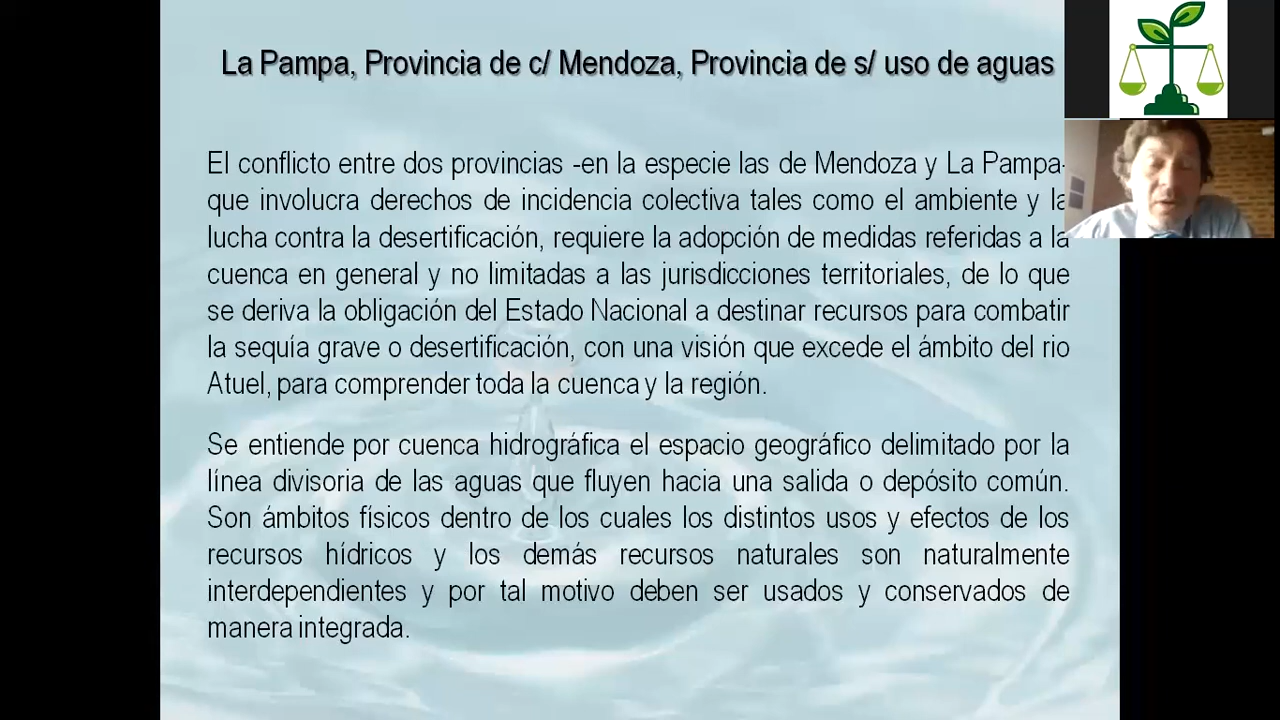 La Pampa, Provincia de c/ Mendoza, Provincia de s/ uso de aguas
El conflicto entre dos provincias -en la especie las de Mendoza y La Pampa-
que involucra derechos de incidencia colectiva tales como el ambiente y la
lucha contra la desertificación, requiere la adopción de medidas referidas a la
cuenca en general y no limitadas a las jurisdicciones territoriales, de lo que
se deriva la obligación del Estado Nacional a destinar recursos para combatir
la sequía grave o desertificación, con una visión que excede el ámbito del rio
Atuel, para comprender toda la cuenca y la región.
Se entiende por cuenca hidrográfica el espacio geográfico delimitado por la
línea divisoria de las aguas que fluyen hacia una salida o depósito común.
Son ámbitos físicos dentro de los cuales los distintos usos y efectos de los
recursos hídricos y los demás recursos naturales son naturalmente
interdependientes y por tal motivo deben ser usados y conservados de
manera integrada.